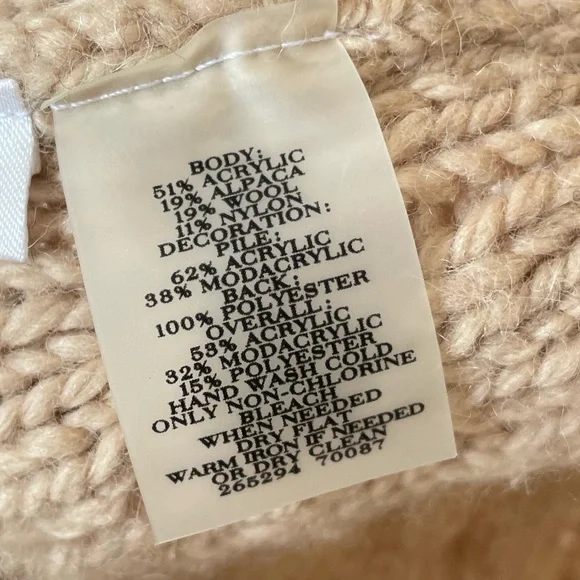 BODY:
51% ACRYLIC
19% ALPACA
19% WOOL
11% NYLON
DECORATION:
PILE:
62% ACRYLIC
38% MODACRYLIC
BACK:
100% POLYESTER
OVERALL:
53% ACRYLIC
32% MODACRYLIC
15% POLYESTER
HAND WASH COLD
ONLY NON-CHLORINE
BLEACH
WHEN NEEDED
DRY FLAT
WARM IRON IF NEEDED
OR DRY CLEAN
265294 70087